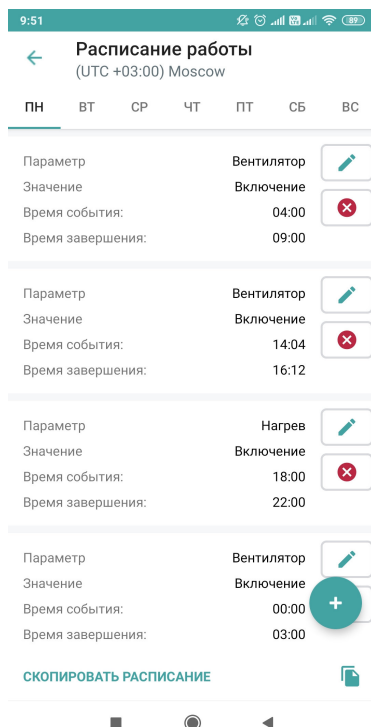 9:51
89
Расписание работы
(UTC +03:00) Moscow
ПН ВТ СР ЧТ ПТ СБ ВС
Параметр Вентилятор
Значение Включение
Время события: 04:00
Время завершения: 09:00
Параметр Вентилятор
Значение Включение
Время события: 14:04
Время завершения: 16:12
Параметр Нагрев
Значение Включение
Время события: 18:00
Время завершения: 22:00
Параметр Вентилятор
Значение Включение
Время события: 00:00
Время завершения: 03:00
СКОПИРОВАТЬ РАСПИСАНИЕ